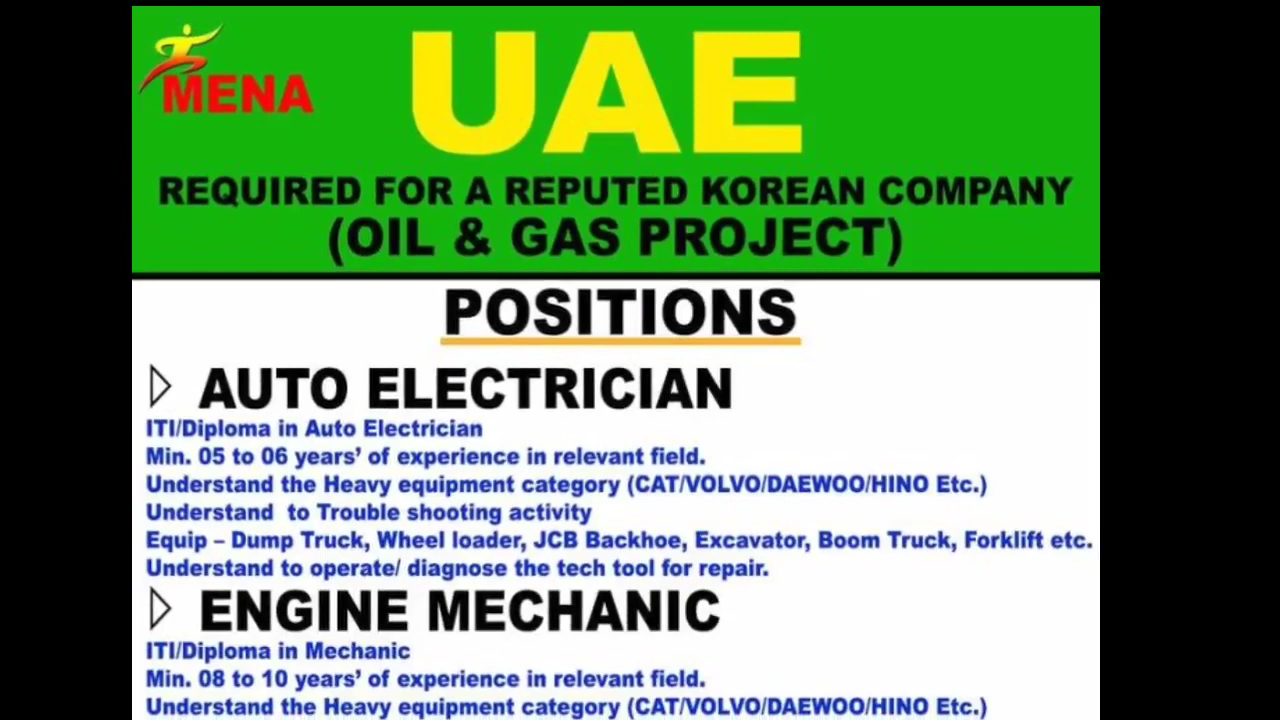 MENA
UAE
REQUIRED FOR A REPUTED KOREAN COMPANY
(OIL & GAS PROJECT)
POSITIONS
AUTO ELECTRICIAN
ITI/Diploma in Auto Electrician
Min. 05 to 06 years’ of experience in relevant field.
Understand the Heavy equipment category (CAT/VOLVO/DAEWOO/HINO Etc.)
Understand to Trouble shooting activity
Equip – Dump Truck, Wheel loader, JCB Backhoe, Excavator, Boom Truck, Forklift etc.
Understand to operate/ diagnose the tech tool for repair.
ENGINE MECHANIC
ITI/Diploma in Mechanic
Min. 08 to 10 years’ of experience in relevant field.
Understand the Heavy equipment category (CAT/VOLVO/DAEWOO/HINO Etc.)